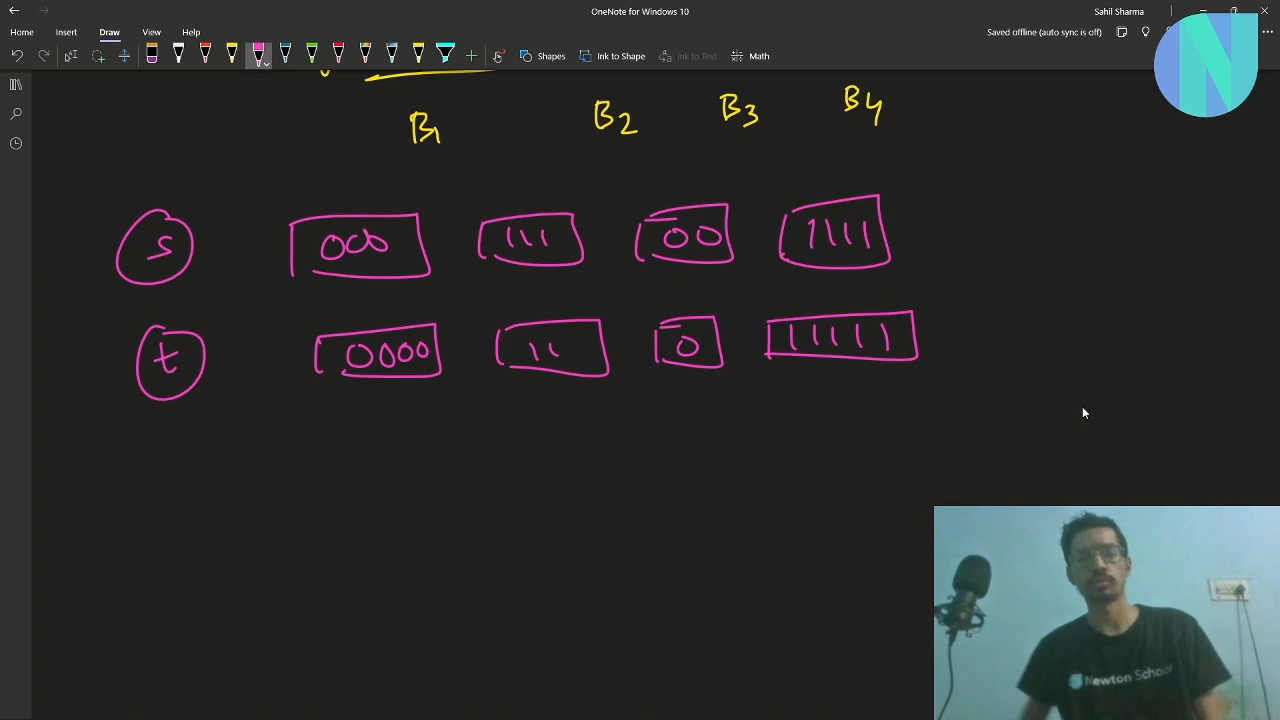 OneNote for Windows 10
Sahil Sharma
Home Insert Draw View Help
Saved offline (auto sync is off)
Shapes Ink to Shape Ink to Text Math
B1 B2 B3 B4
s 000 111 00 1111
t 0000 11 0 11111
Newton School